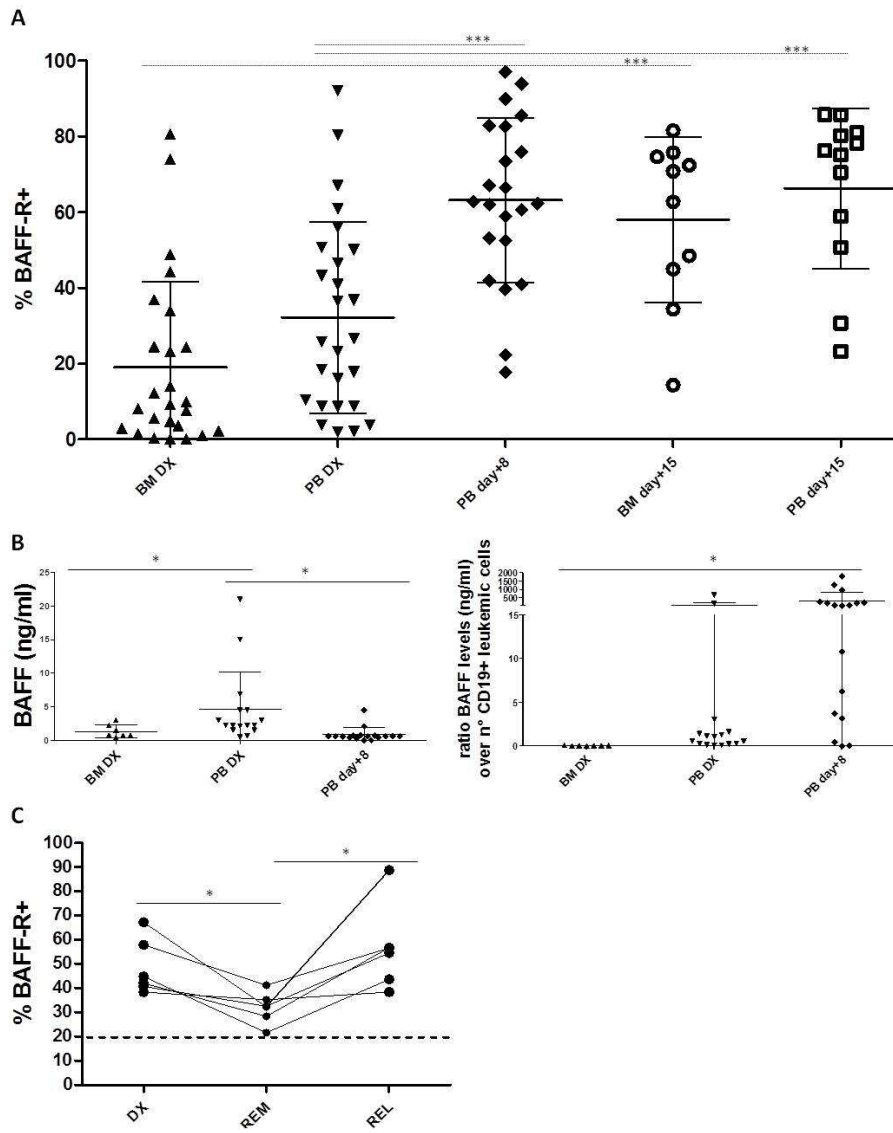 A
***
***
***
% BAFF-R+
100
80
60
40
20
0
BM DX
PB DX
PB day+8
BM day+15
PB day+15
B
*
*
BAFF (ng/ml)
25
20
15
10
5
0
BM DX
PB DX
PB day+8
*
ratio BAFF levels (ng/ml)
over n° CD19+ leukemic cells
2000
1500
1000
500
15
10
5
0
BM DX
PB DX
PB day+8
C
*
*
% BAFF-R+
100
90
80
70
60
50
40
30
20
10
0
DX
REM
REL